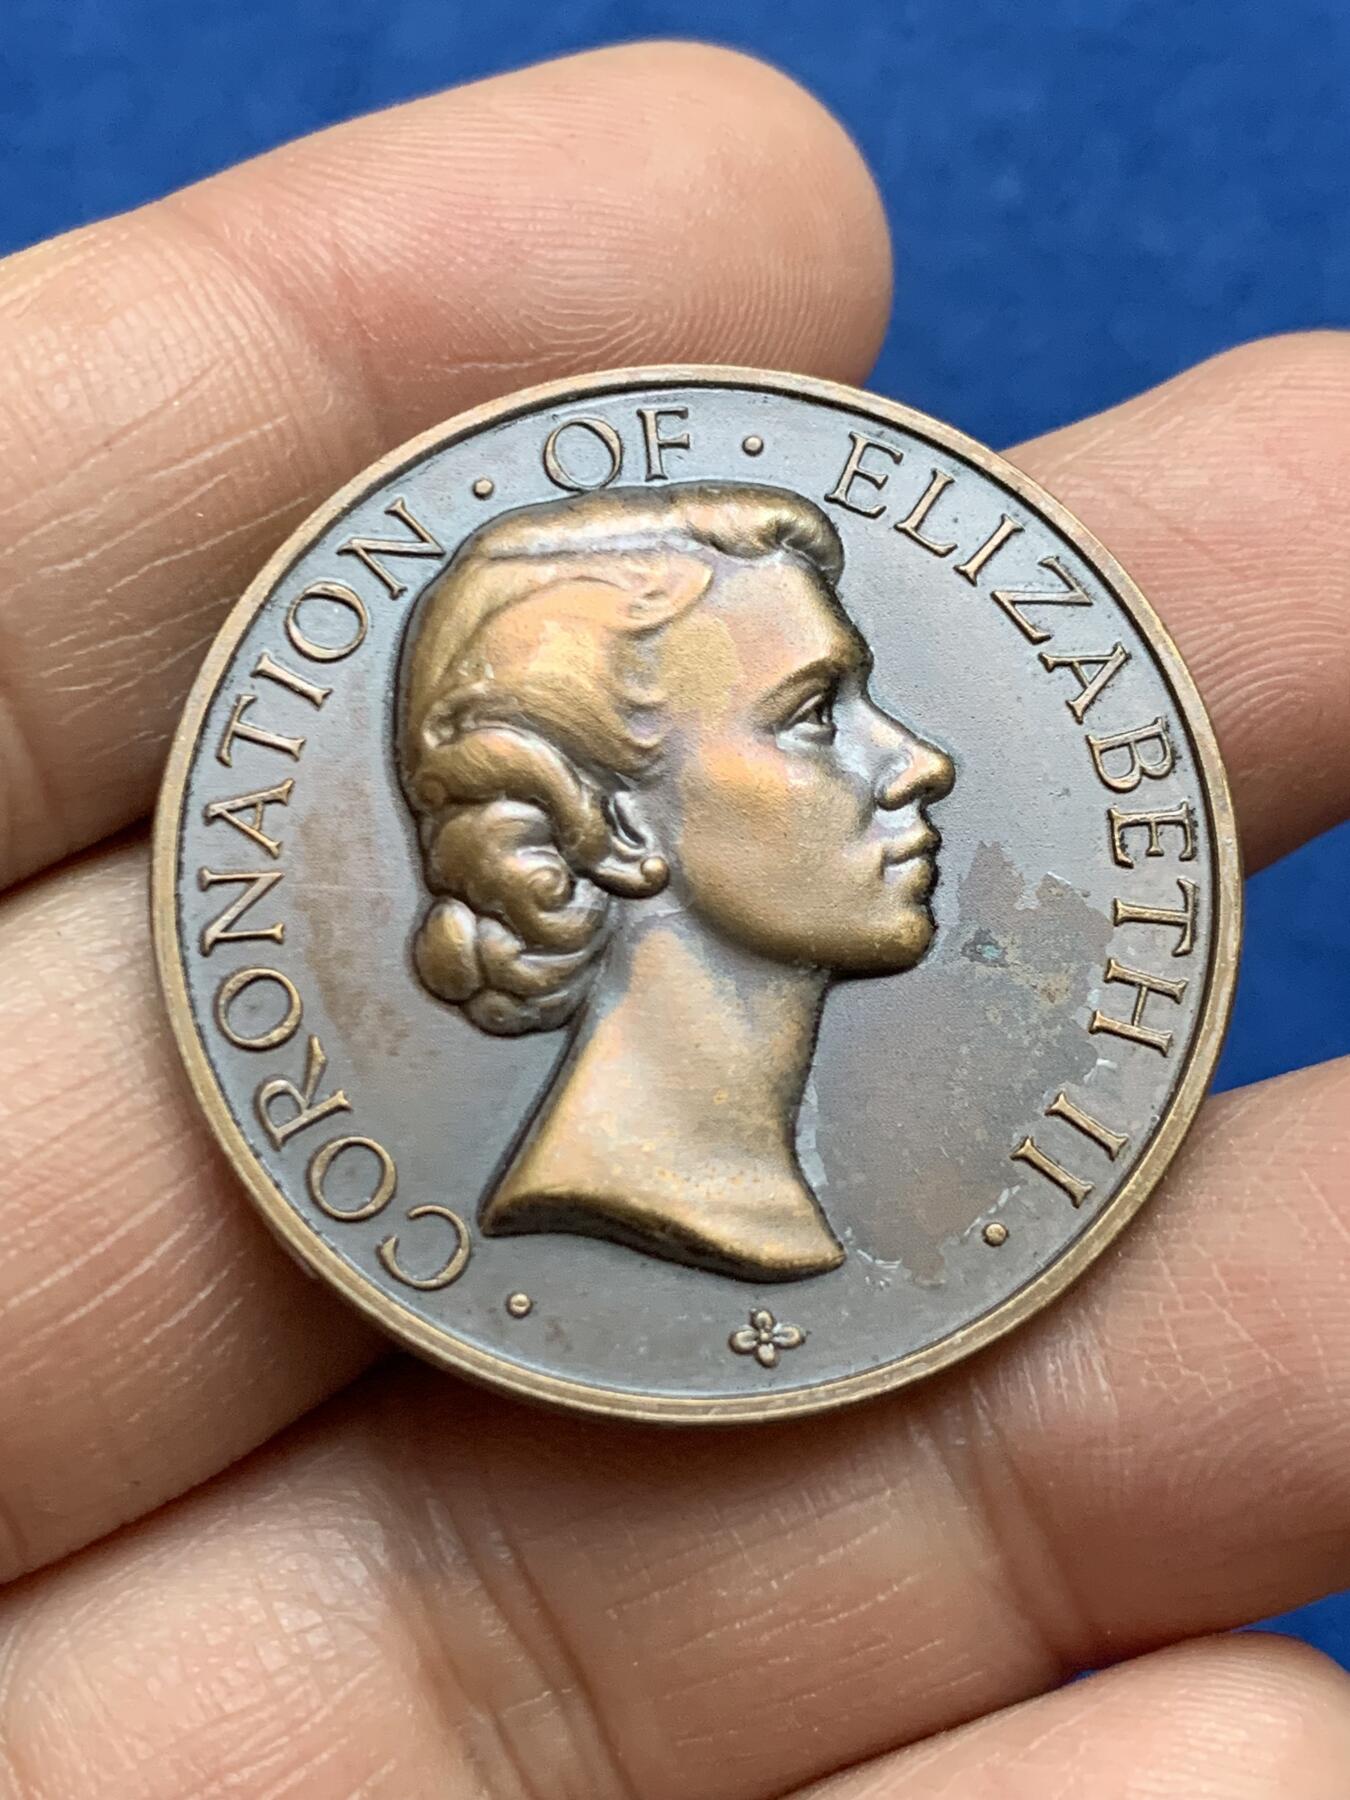 CORONATION · OF · ELIZABETH II ·